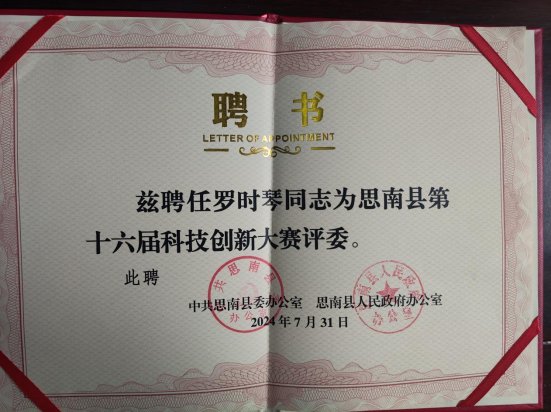 聘 书
LETTER OF APPOINTMENT
兹聘任罗时琴同志为思南县第
十六届科技创新大赛评委。
此聘
中共思南县委办公室 思南县人民政府办公室
2024年7月31日